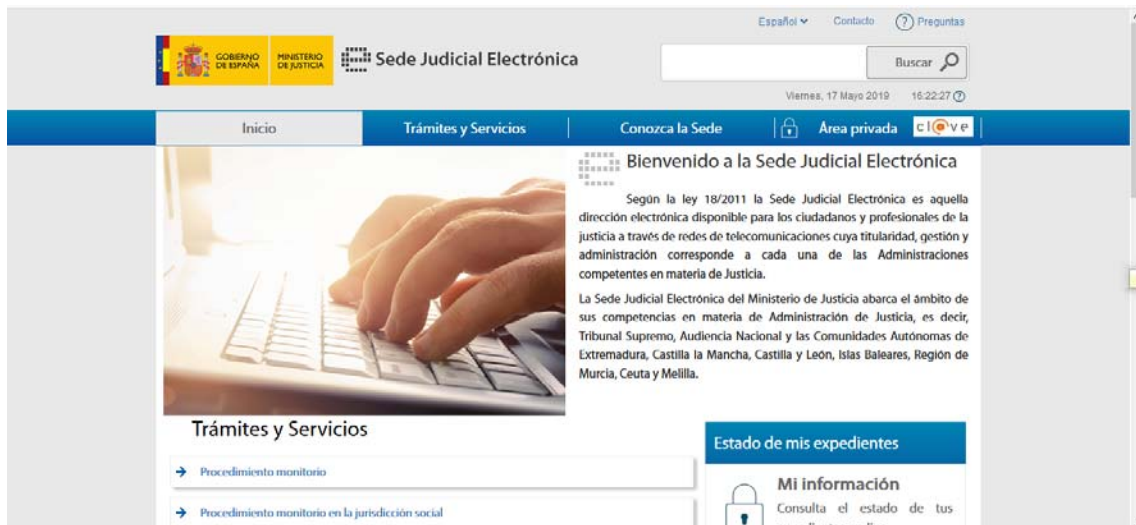 Español Contacto ? Preguntas
GOBIERNO DE ESPAÑA
MINISTERIO DE JUSTICIA
Sede Judicial Electrónica
Buscar
Viernes, 17 Mayo 2019 16:22:27 ?
Inicio Trámites y Servicios Conozca la Sede Área privada cl@ve
Bienvenido a la Sede Judicial Electrónica
Según la ley 18/2011 la Sede Judicial Electrónica es aquella
dirección electrónica disponible para los ciudadanos y profesionales de la
justicia a través de redes de telecomunicaciones cuya titularidad, gestión y
administración corresponde a cada una de las Administraciones
competentes en materia de Justicia.
La Sede Judicial Electrónica del Ministerio de Justicia abarca el ámbito de
sus competencias en materia de Administración de Justicia, es decir,
Tribunal Supremo, Audiencia Nacional y las Comunidades Autónomas de
Extremadura, Castilla la Mancha, Castilla y León, Islas Baleares, Región de
Murcia, Ceuta y Melilla.
Trámites y Servicios
Procedimiento monitorio
Procedimiento monitorio en la jurisdicción social
Estado de mis expedientes
Mi información
Consulta el estado de tus